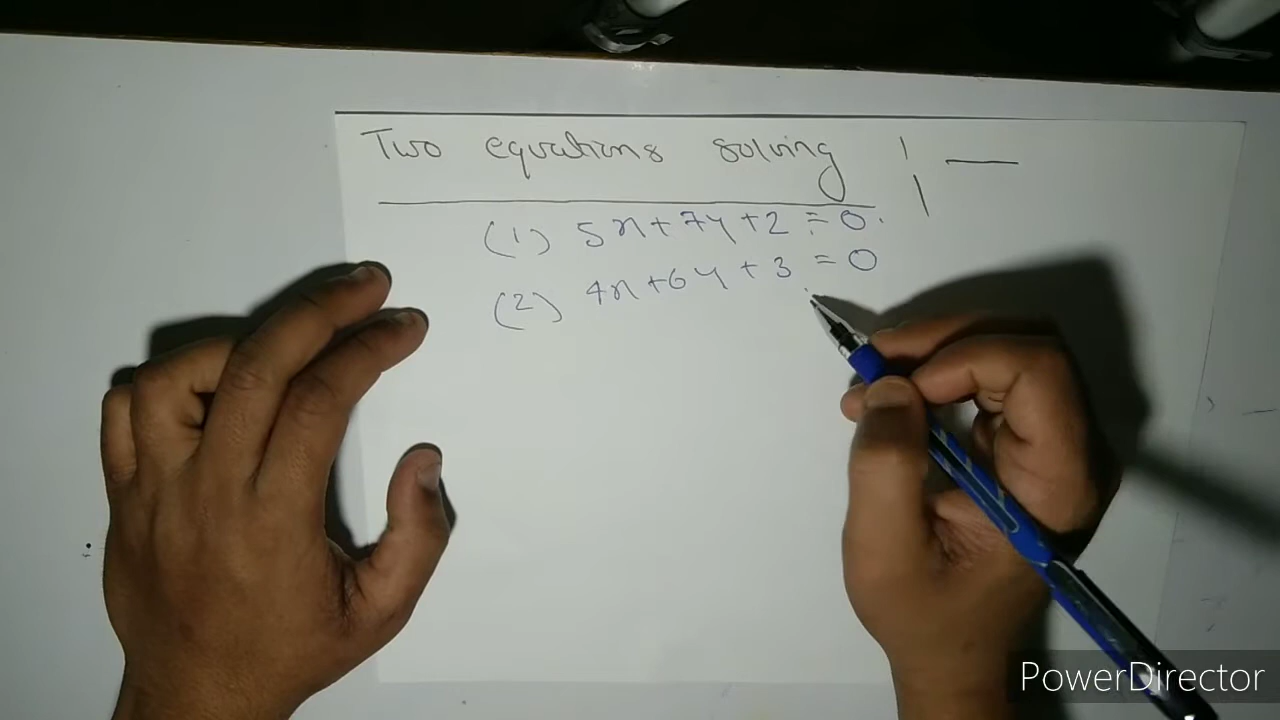 Two equations solving
(1) 5x+7y+2=0.
(2) 4x+6y+3=0
PowerDirector